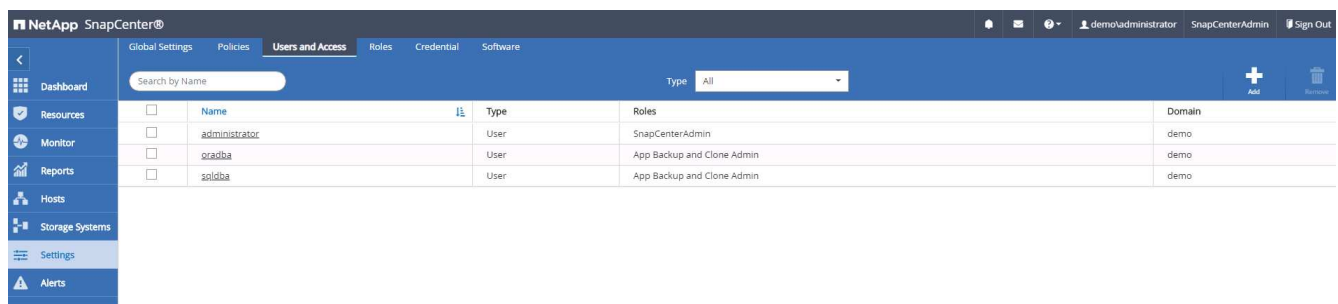 NetApp SnapCenter® demo\administrator SnapCenterAdmin Sign Out
Global Settings Policies Users and Access Roles Credential Software
Search by Name Type All Add Remove
Dashboard
Resources
Monitor
Reports
Hosts
Storage Systems
Settings
Alerts
Name Type Roles Domain
administrator User SnapCenterAdmin demo
oradba User App Backup and Clone Admin demo
sqldba User App Backup and Clone Admin demo